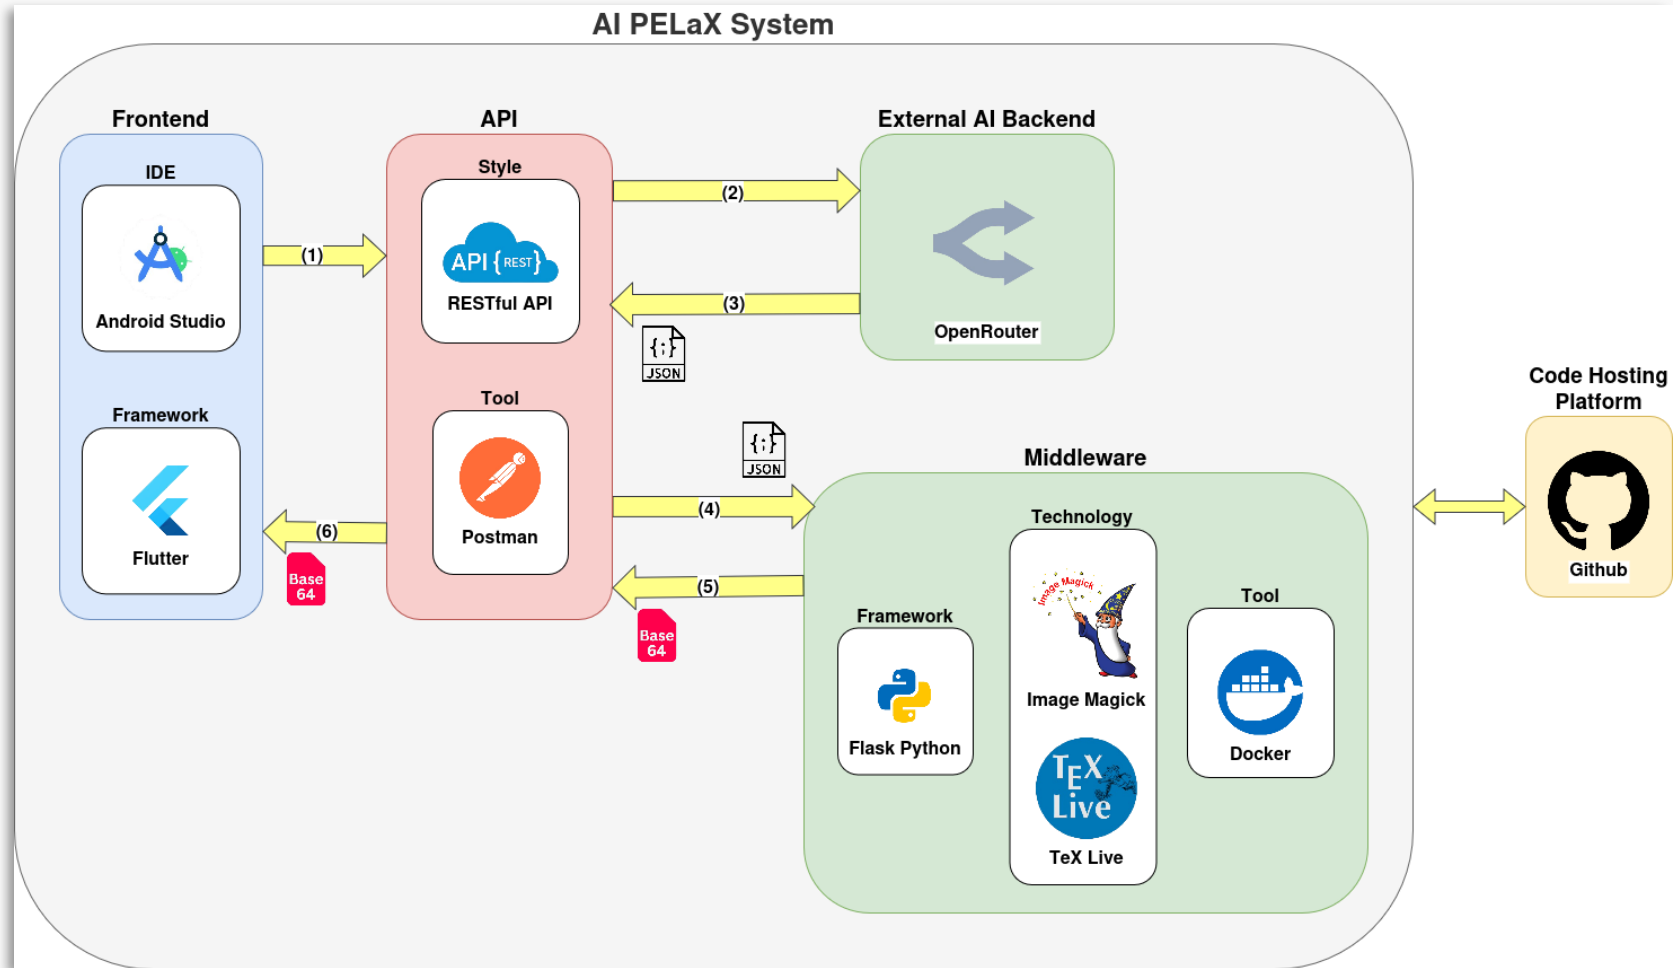 AI PELaX System
Frontend
IDE
Android Studio
Framework
Flutter
(1)
(6)
Base
64
API
Style
API { REST }
RESTful API
Tool
Postman
(2)
(3)
{;}
JSON
External AI Backend
OpenRouter
{;}
JSON
(4)
(5)
Base
64
Middleware
Framework
Flask Python
Technology
Image Magick
Image Magick
TEX
Live
TeX Live
Tool
Docker
Code Hosting
Platform
Github